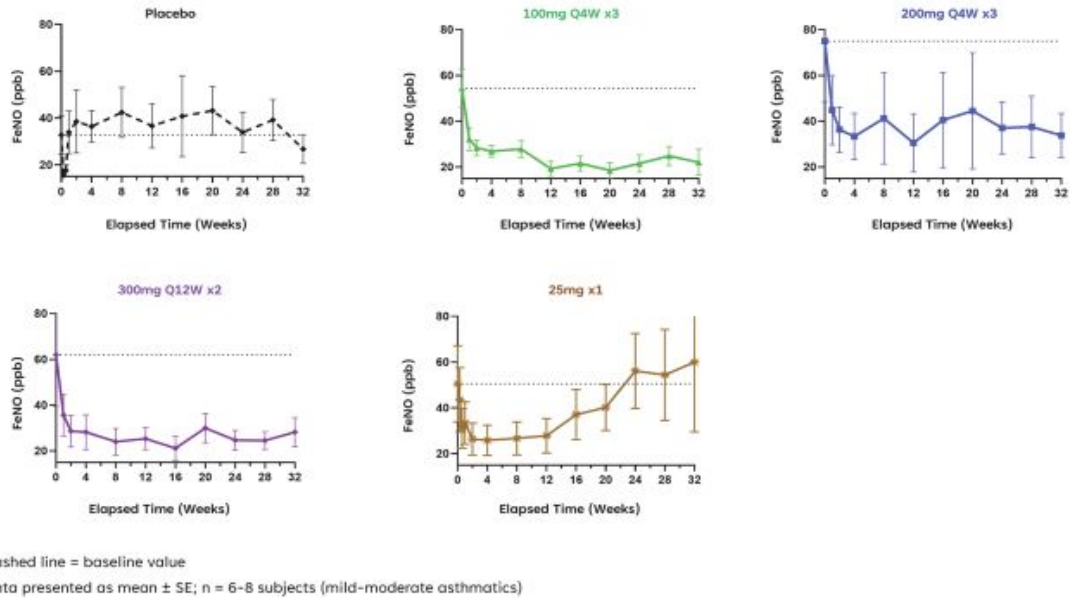 Placebo
100mg Q4W x3
200mg Q4W x3
FeNO (ppb)
80
60
40
20
0 4 8 12 16 20 24 28 32
Elapsed Time (Weeks)
FeNO (ppb)
80
60
40
20
0 4 8 12 16 20 24 28 32
Elapsed Time (Weeks)
FeNO (ppb)
80
60
40
20
0 4 8 12 16 20 24 28 32
Elapsed Time (Weeks)
300mg Q12W x2
25mg x1
FeNO (ppb)
80
60
40
20
0 4 8 12 16 20 24 28 32
Elapsed Time (Weeks)
FeNO (ppb)
80
60
40
20
0 4 8 12 16 20 24 28 32
Elapsed Time (Weeks)
shed line = baseline value
ta presented as mean ± SE; n = 6-8 subjects (mild-moderate asthmatics)